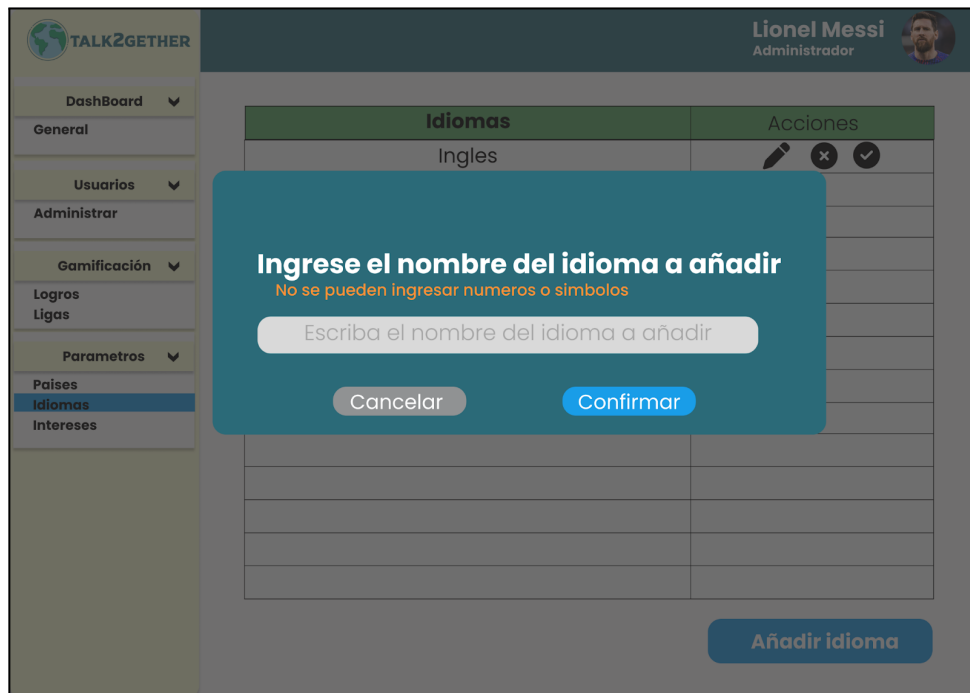 TALK2GETHER
Lionel Messi
Administrador
DashBoard
General
Usuarios
Administrar
Gamificación
Logros
Ligas
Parametros
Paises
Idiomas
Intereses
Idiomas Acciones
Ingles
Ingrese el nombre del idioma a añadir
No se pueden ingresar numeros o simbolos
Escriba el nombre del idioma a añadir
Cancelar Confirmar
Añadir idioma